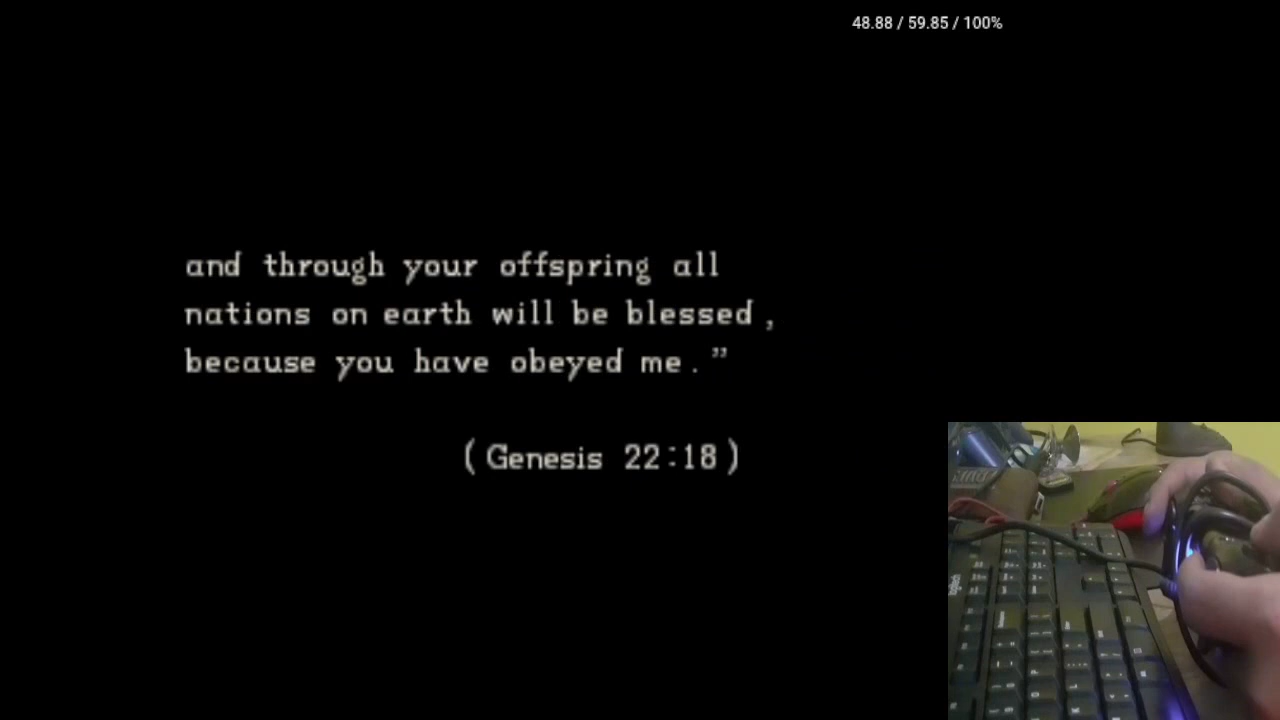 48.88 / 59.85 / 100%
and through your offspring all
nations on earth will be blessed,
because you have obeyed me.”
(Genesis 22:18)